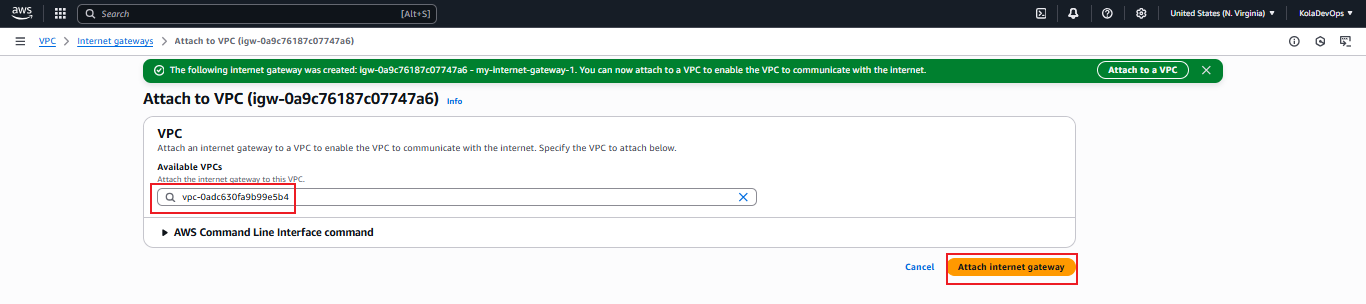 aws
Search [Alt+S] United States (N. Virginia) KolaDevOps
VPC Internet gateways Attach to VPC (igw-0a9c76187c07747a6)
The following internet gateway was created: igw-0a9c76187c07747a6 - my-internet-gateway-1. You can now attach to a VPC to enable the VPC to communicate with the internet. Attach to a VPC
Attach to VPC (igw-0a9c76187c07747a6) Info
VPC
Attach an internet gateway to a VPC to enable the VPC to communicate with the internet. Specify the VPC to attach below.
Available VPCs
Attach the internet gateway to this VPC.
vpc-0adc630fa9b99e5b4
AWS Command Line Interface command
Cancel Attach internet gateway